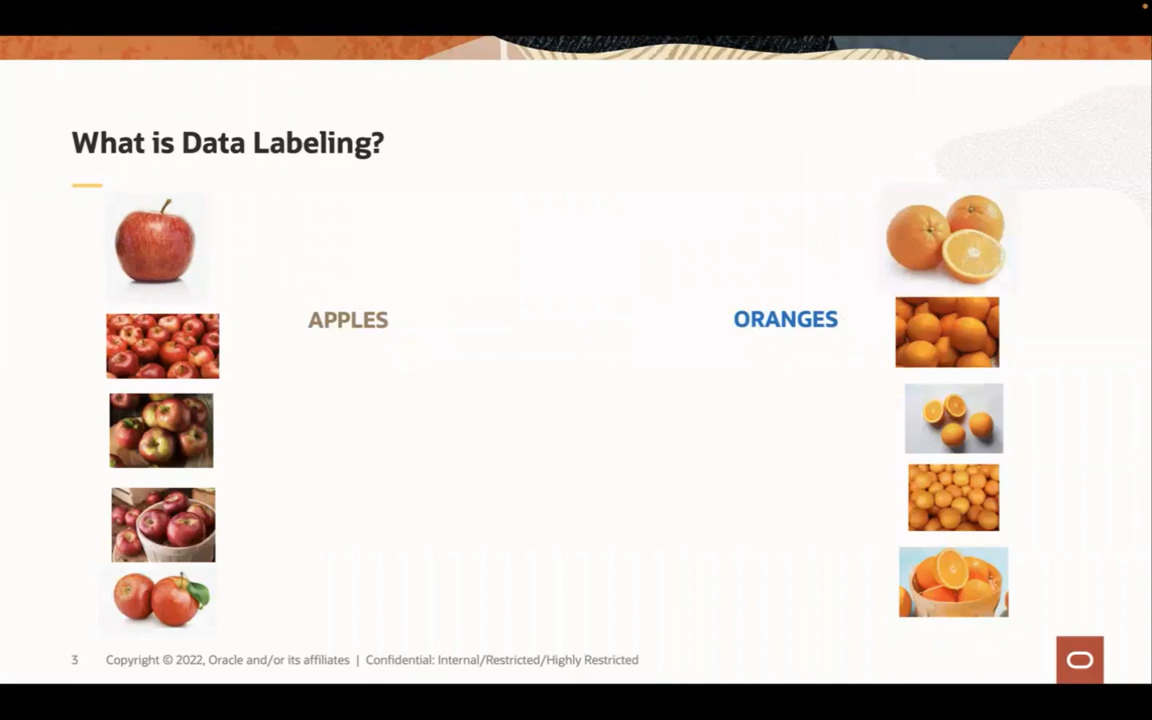 What is Data Labeling?
APPLES
ORANGES
3 Copyright © 2022, Oracle and/or its affiliates | Confidential: Internal/Restricted/Highly Restricted